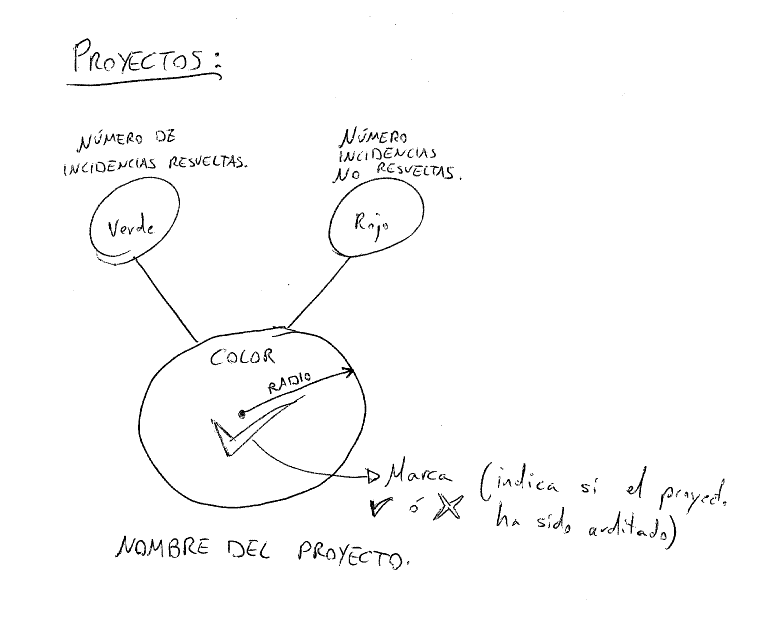 PROYECTOS:
NÚMERO DE
INCIDENCIAS RESUELTAS.
NÚMERO
INCIDENCIAS
NO RESUELTAS.
Verde
Rojo
COLOR
RADIO
Marca (indica si el proyecto
✔ ó ✗ ha sido auditado)
NOMBRE DEL PROYECTO.